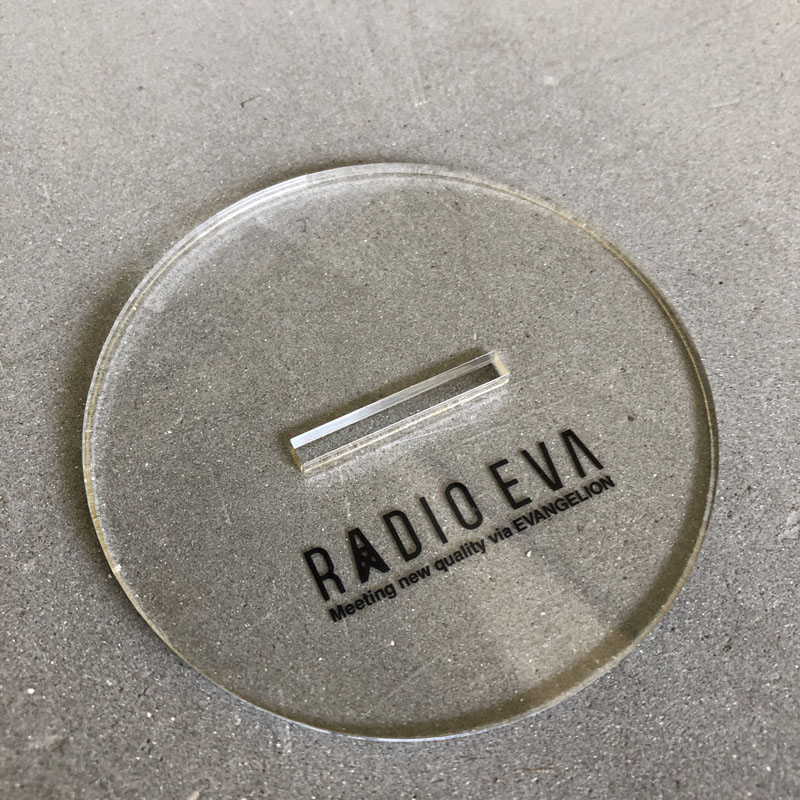 RADIO EVA
Meeting new quality via EVANGELION